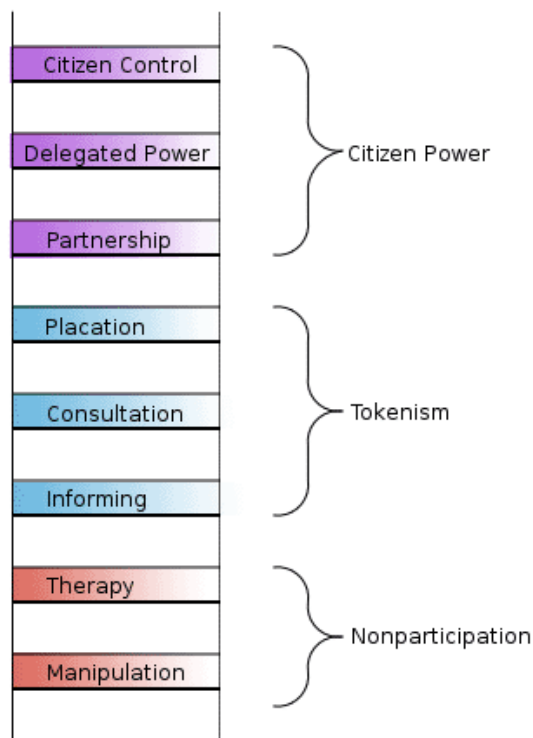 Citizen Control
Delegated Power
Citizen Power
Partnership
Placation
Consultation
Tokenism
Informing
Therapy
Nonparticipation
Manipulation